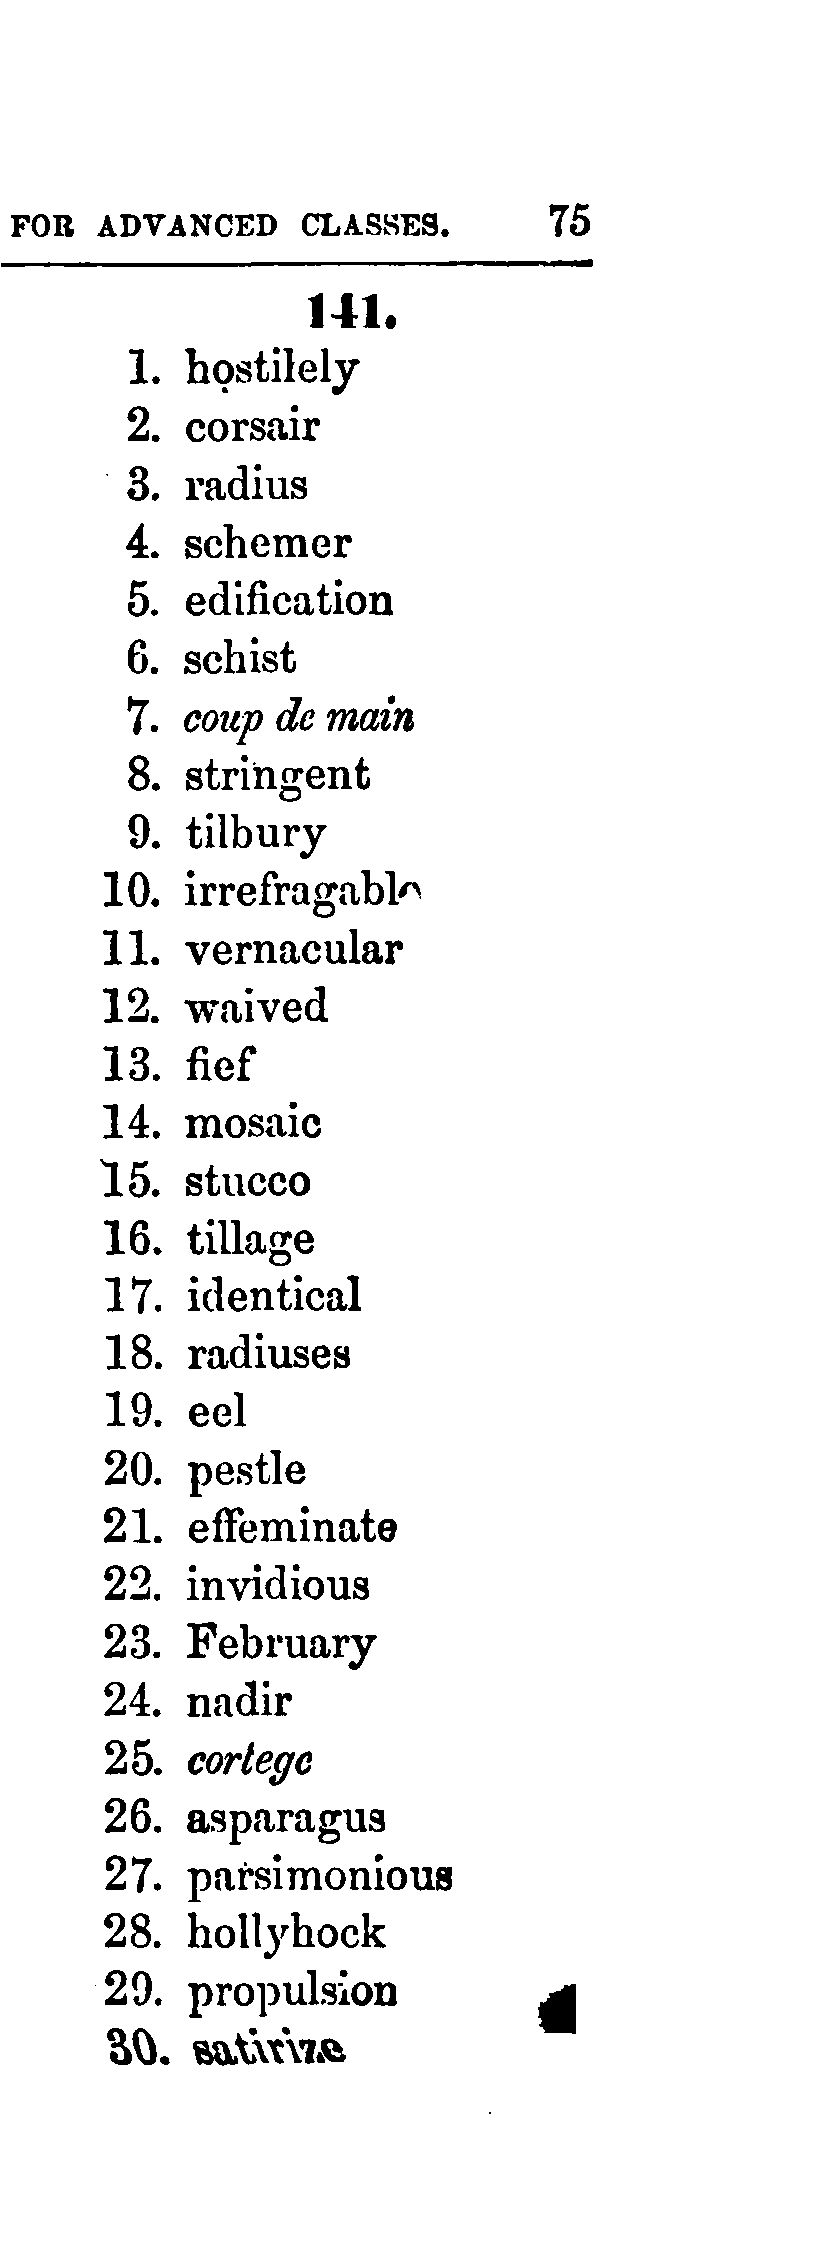 FOR ADVANCED CLASSES. 75
141.
1. hostilely
2. corsair
3. radius
4. schemer
5. edification
6. schist
7. coup de main
8. stringent
9. tilbury
10. irrefragable
11. vernacular
12. waived
13. fief
14. mosaic
15. stucco
16. tillage
17. identical
18. radiuses
19. eel
20. pestle
21. effeminate
22. invidious
23. February
24. nadir
25. cortege
26. asparagus
27. parsimonious
28. hollyhock
29. propulsion
30. satirize